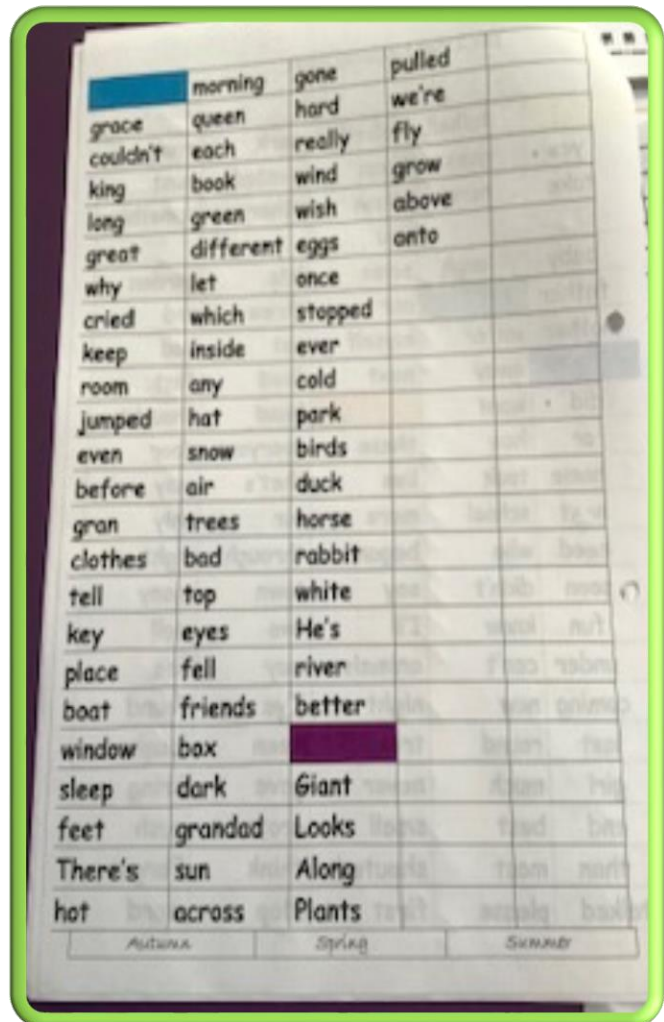 morning gone pulled
grace queen hard we're
couldn't each really fly
king book wind grow
long green wish above
great different eggs onto
why let once
cried which stopped
keep inside ever
room any cold
jumped hat park
even snow birds
before air duck
gran trees horse
clothes bad rabbit
tell top white
key eyes He's
place fell river
boat friends better
window box
sleep dark Giant
feet grandad Looks
There's sun Along
hot across Plants
Autumn Spring Summer